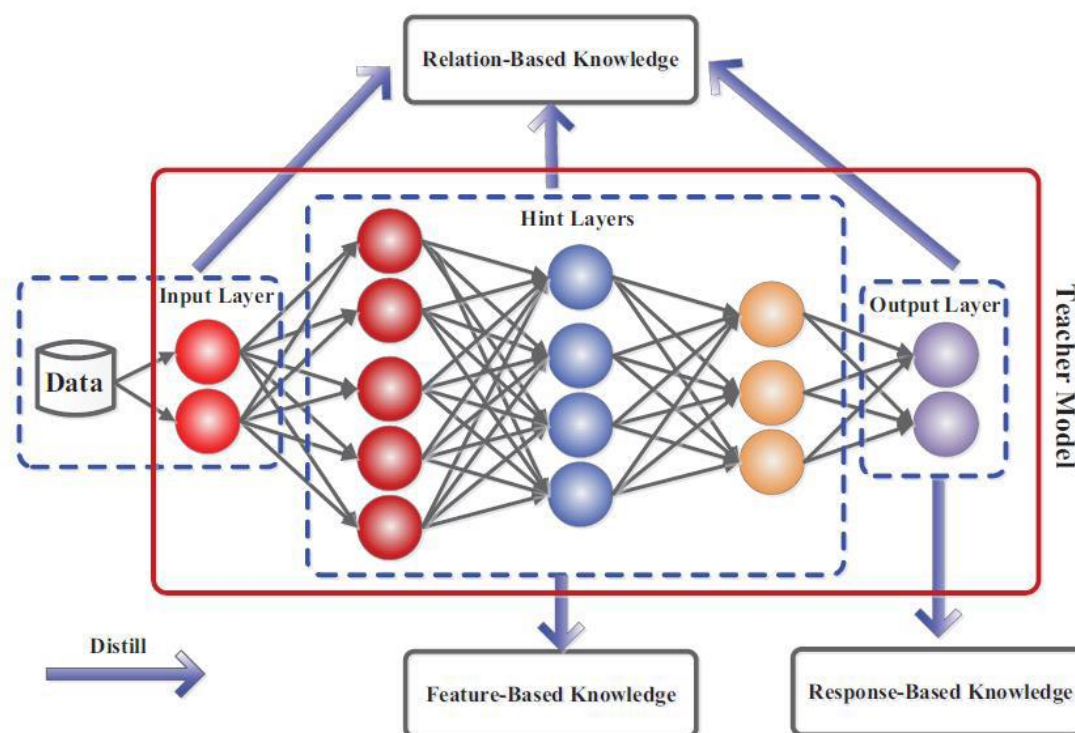 Relation-Based Knowledge
Hint Layers
Input Layer
Output Layer
Data
Teacher Model
Distill
Feature-Based Knowledge
Response-Based Knowledge